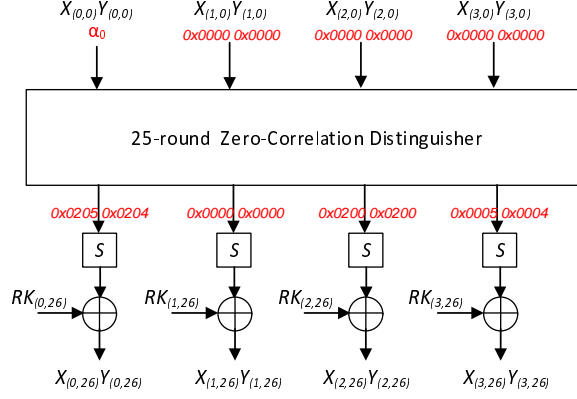 X(0,0)Y(0,0) X(1,0)Y(1,0) X(2,0)Y(2,0) X(3,0)Y(3,0)
α0 0x0000 0x0000 0x0000 0x0000 0x0000 0x0000
25-round Zero-Correlation Distinguisher
0x0205 0x0204 0x0000 0x0000 0x0200 0x0200 0x0005 0x0004
S S S S
RK(0,26) RK(1,26) RK(2,26) RK(3,26)
X(0,26)Y(0,26) X(1,26)Y(1,26) X(2,26)Y(2,26) X(3,26)Y(3,26)